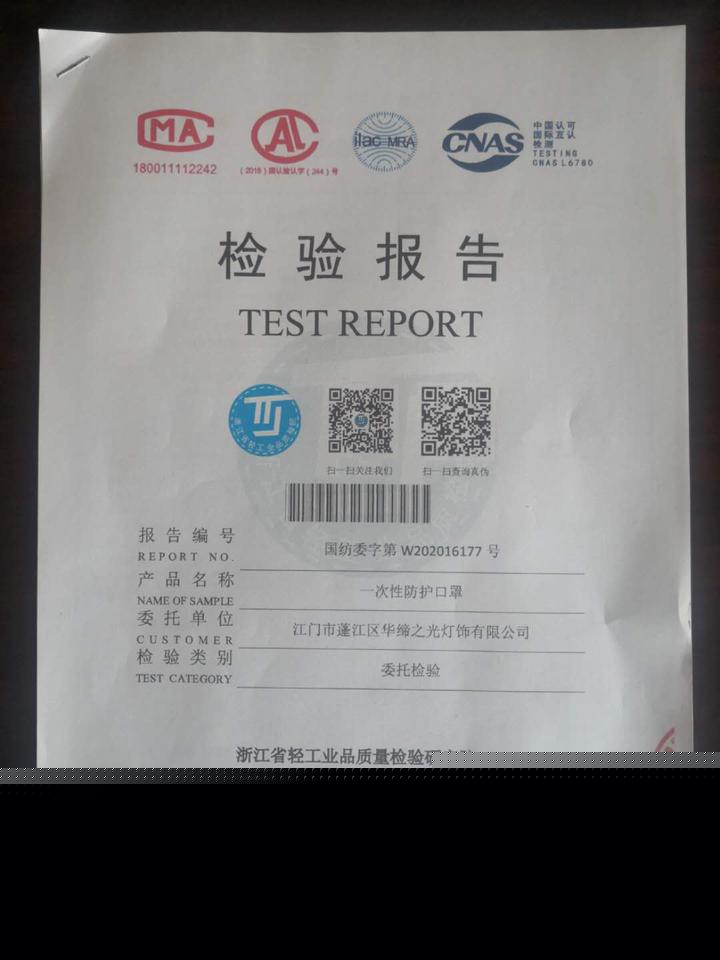 MA
180011112242
CAL
(2018)国认监认字(244)号
ilac-MRA
CNAS
中国认可
国际互认
检测
TESTING
CNAS L6780
检验报告
TEST REPORT
扫一扫关注我们
扫一扫查询真伪
报告编号
REPORT NO.
国纺委字第 W202016177 号
产品名称
NAME OF SAMPLE
一次性防护口罩
委托单位
CUSTOMER
江门市蓬江区华缔之光灯饰有限公司
检验类别
TEST CATEGORY
委托检验
浙江省轻工业品质量检验研